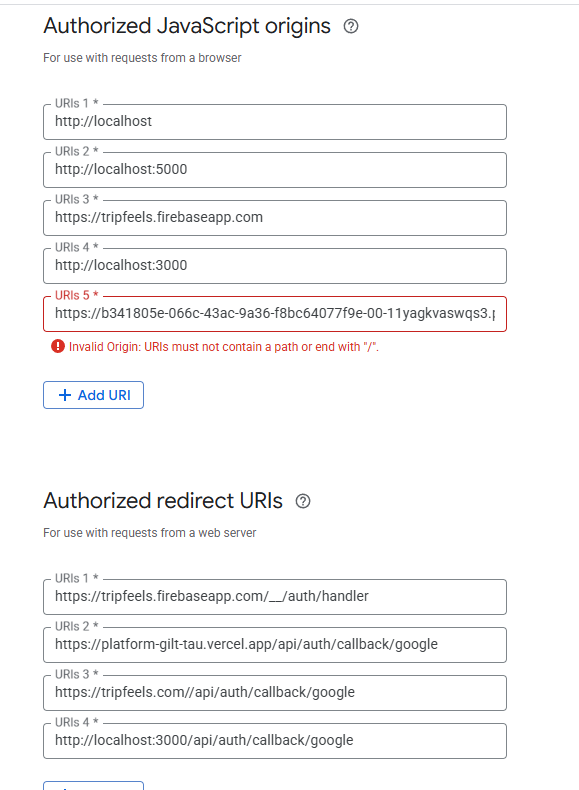 Authorized JavaScript origins
For use with requests from a browser
URIs 1 *
http://localhost
URIs 2 *
http://localhost:5000
URIs 3 *
https://tripfeels.firebaseapp.com
URIs 4 *
http://localhost:3000
URIs 5 *
https://b341805e-066c-43ac-9a36-f8bc64077f9e-00-11yagkvaswqs3.p
Invalid Origin: URIs must not contain a path or end with "/".
+ Add URI
Authorized redirect URIs
For use with requests from a web server
URIs 1 *
https://tripfeels.firebaseapp.com/__/auth/handler
URIs 2 *
https://platform-gilt-tau.vercel.app/api/auth/callback/google
URIs 3 *
https://tripfeels.com//api/auth/callback/google
URIs 4 *
http://localhost:3000/api/auth/callback/google